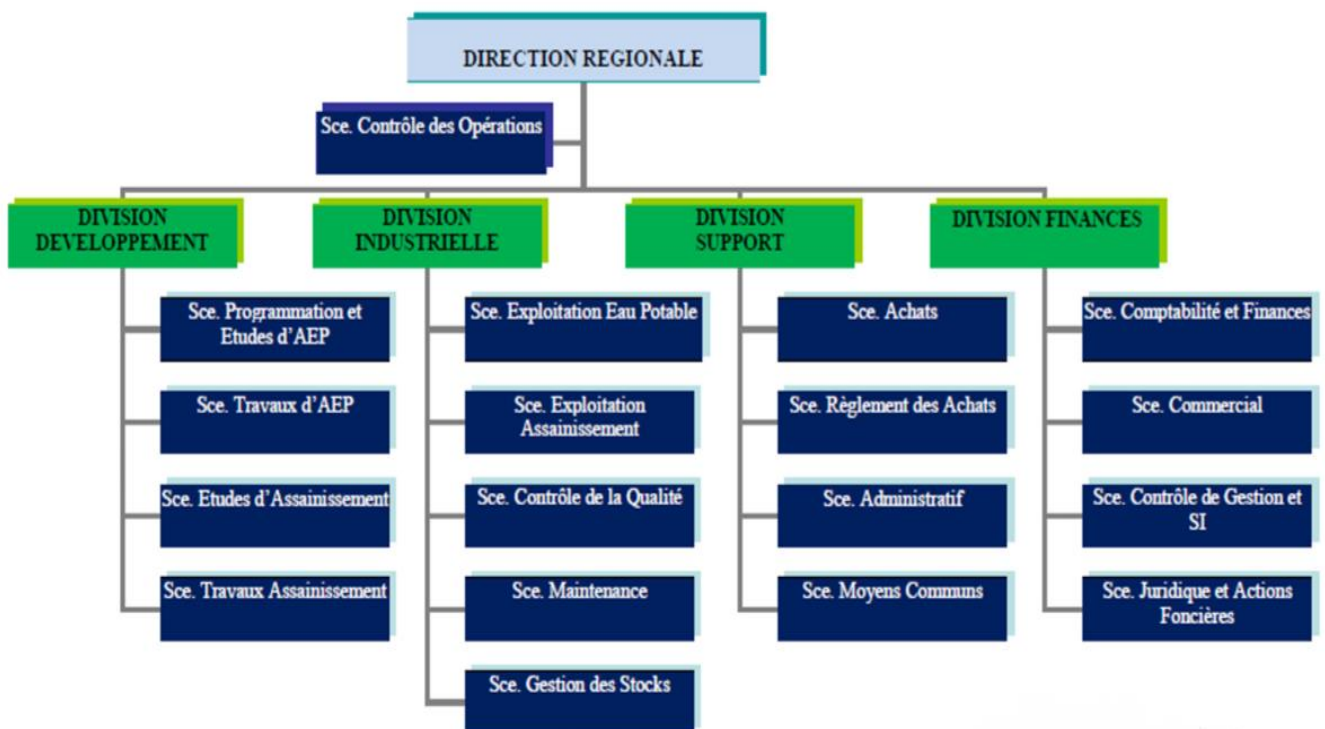 DIRECTION REGIONALE
Sce. Contrôle des Opérations
DIVISION
DEVELOPPEMENT
Sce. Programmation et
Etudes d’AEP
Sce. Travaux d’AEP
Sce. Etudes d’Assainissement
Sce. Travaux Assainissement
DIVISION
INDUSTRIELLE
Sce. Exploitation Eau Potable
Sce. Exploitation
Assainissement
Sce. Contrôle de la Qualité
Sce. Maintenance
Sce. Gestion des Stocks
DIVISION
SUPPORT
Sce. Achats
Sce. Règlement des Achats
Sce. Administratif
Sce. Moyens Communs
DIVISION FINANCES
Sce. Comptabilité et Finances
Sce. Commercial
Sce. Contrôle de Gestion et
SI
Sce. Juridique et Actions
Foncières